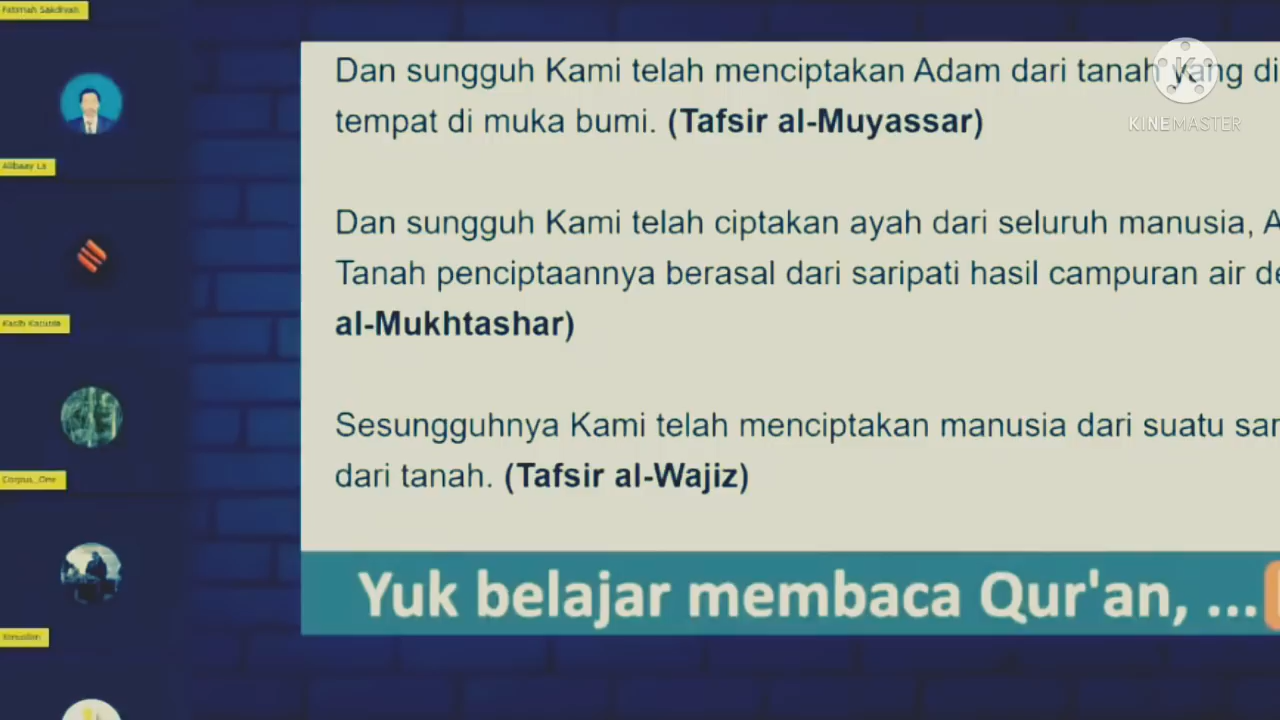 Fatimah Sakdiyah
Dan sungguh Kami telah menciptakan Adam dari tanah yang di
tempat di muka bumi. (Tafsir al-Muyassar)
KINEMASTER
Dan sungguh Kami telah ciptakan ayah dari seluruh manusia, A
Tanah penciptaannya berasal dari saripati hasil campuran air de
al-Mukhtashar)
Sesungguhnya Kami telah menciptakan manusia dari suatu sar
dari tanah. (Tafsir al-Wajiz)
Yuk belajar membaca Qur'an, ...